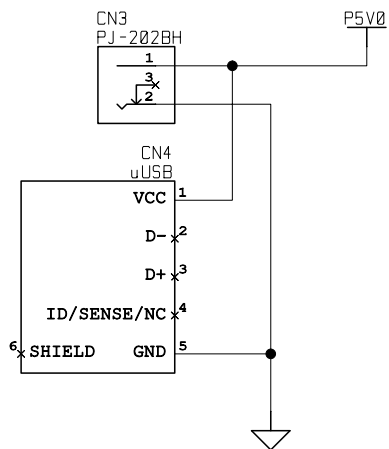 CN3
P5V0
PJ-202BH
1
3
2
CN4
uUSB
VCC 1
D- 2
D+ 3
ID/SENSE/NC 4
6 SHIELD GND 5